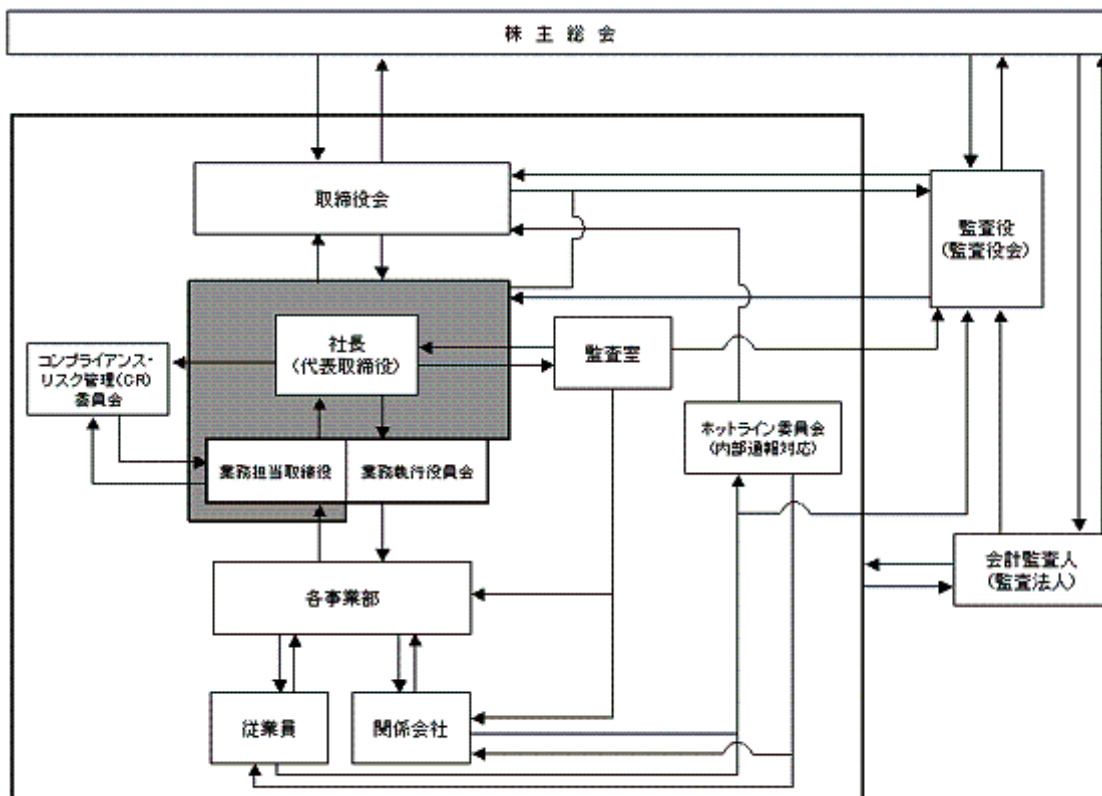 株主総会
取締役会
監査役
(監査役会)
社長
(代表取締役)
監査室
コンプライアンス・
リスク管理(CR)
委員会
ホットライン委員会
(内部通報対応)
業務担当取締役
業務執行役員会
会計監査人
(監査法人)
各事業部
従業員
関係会社